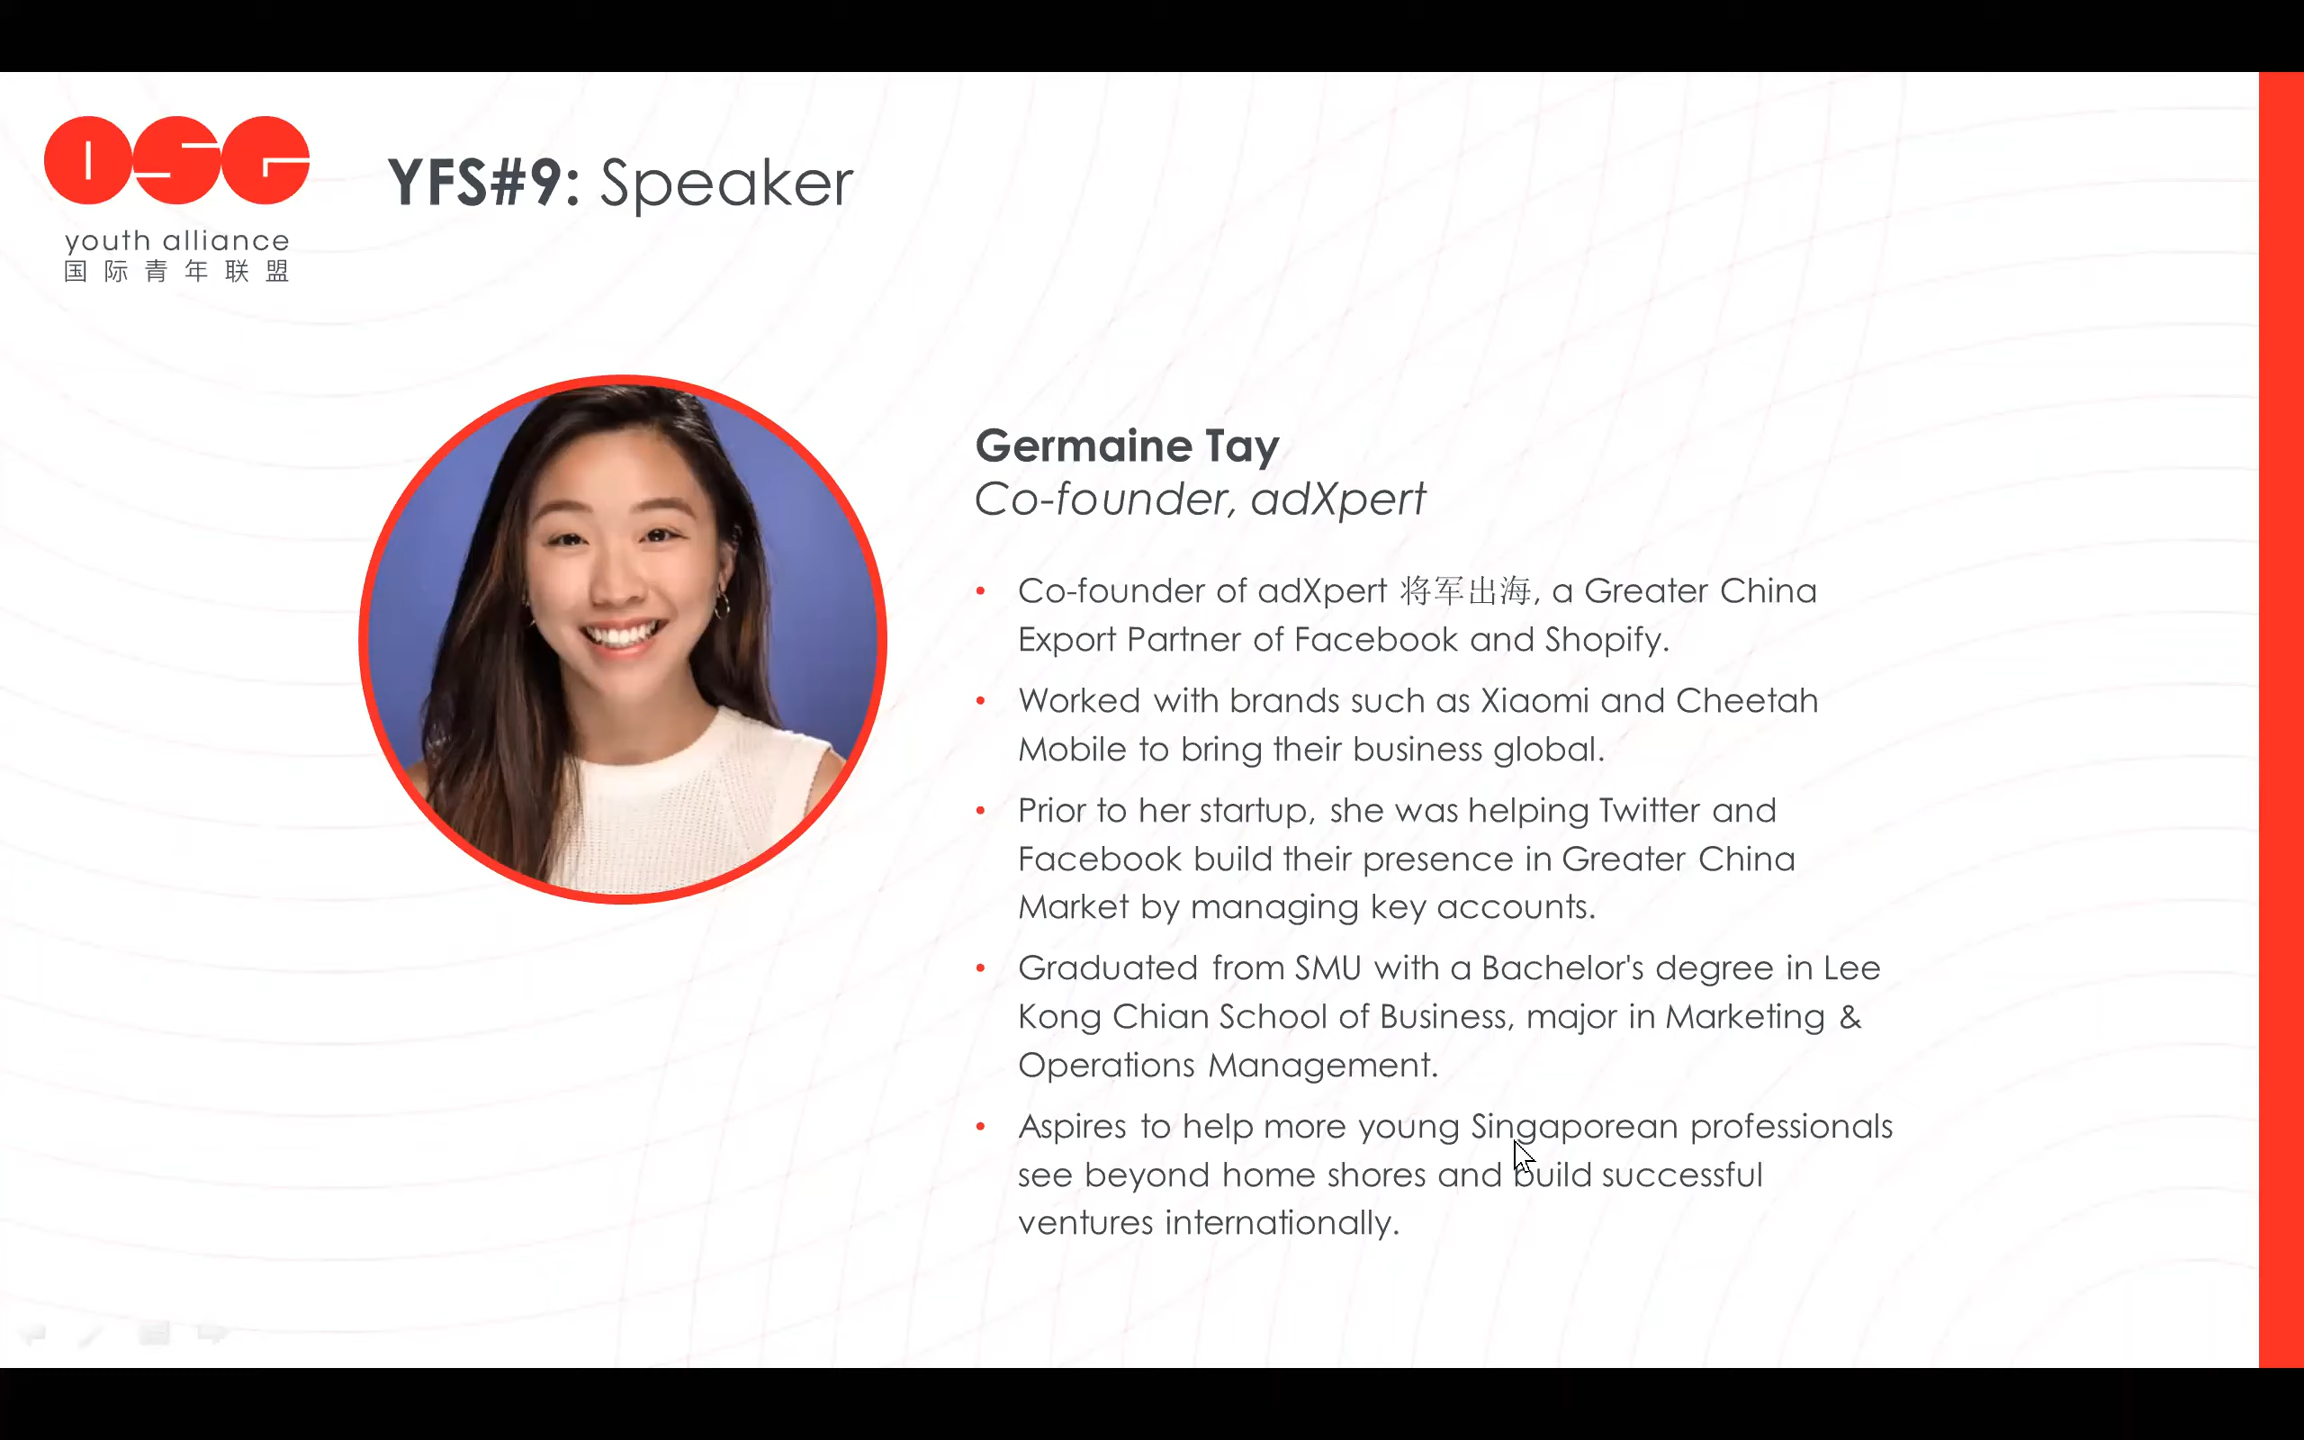 OSG
youth alliance
国际青年联盟
YFS#9: Speaker
Germaine Tay
Co-founder, adXpert
• Co-founder of adXpert 将军出海, a Greater China
Export Partner of Facebook and Shopify.
• Worked with brands such as Xiaomi and Cheetah
Mobile to bring their business global.
• Prior to her startup, she was helping Twitter and
Facebook build their presence in Greater China
Market by managing key accounts.
• Graduated from SMU with a Bachelor's degree in Lee
Kong Chian School of Business, major in Marketing &
Operations Management.
• Aspires to help more young Singaporean professionals
see beyond home shores and build successful
ventures internationally.